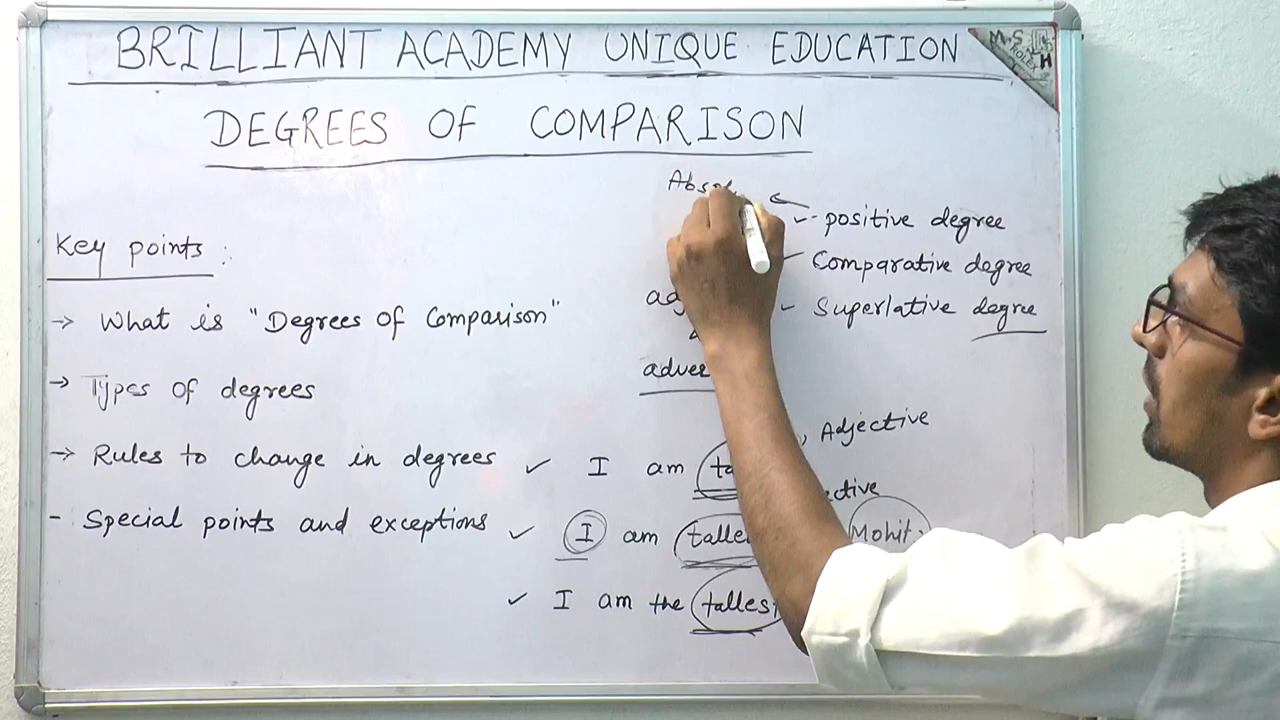 BRILLIANT ACADEMY UNIQUE EDUCATION
DEGREES OF COMPARISON
Key points :
→ What is "Degrees of Comparison"
→ Types of degrees
→ Rules to change in degrees
- Special points and exceptions
positive degree
Comparative degree
Superlative degree
Adjective
✓ I am
✓ I am Mohit.
✓ I am the tallest